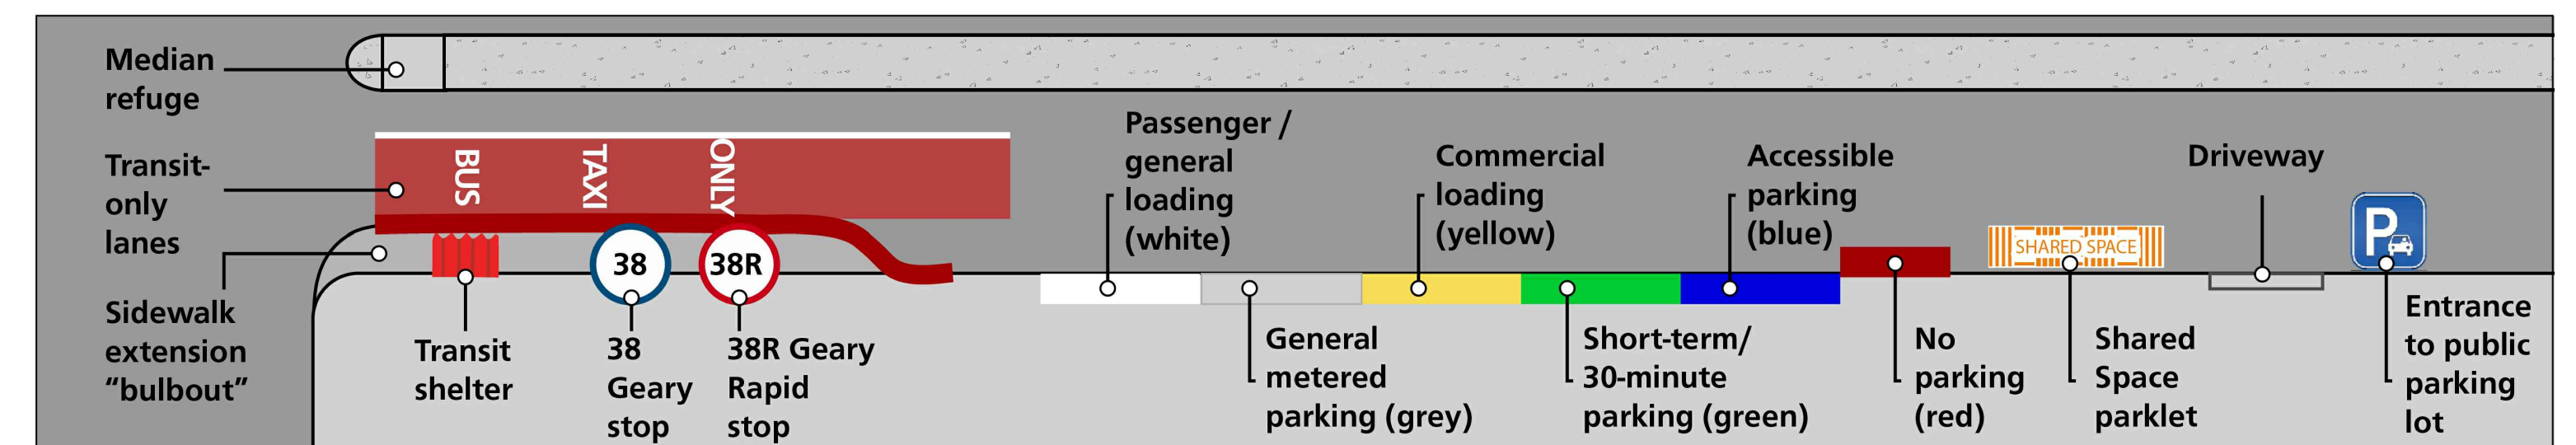 Median
refuge
Transit-
only
lanes
Sidewalk
extension
“bulbout”
BUS
TAXI
ONLY
Transit
shelter
38
38
Geary
stop
38R
38R Geary
Rapid
stop
Passenger /
general
loading
(white)
General
metered
parking (grey)
Commercial
loading
(yellow)
Short-term/
30-minute
parking (green)
Accessible
parking
(blue)
No
parking
(red)
SHARED SPACE
Shared
Space
parklet
Driveway
P
Entrance
to public
parking
lot